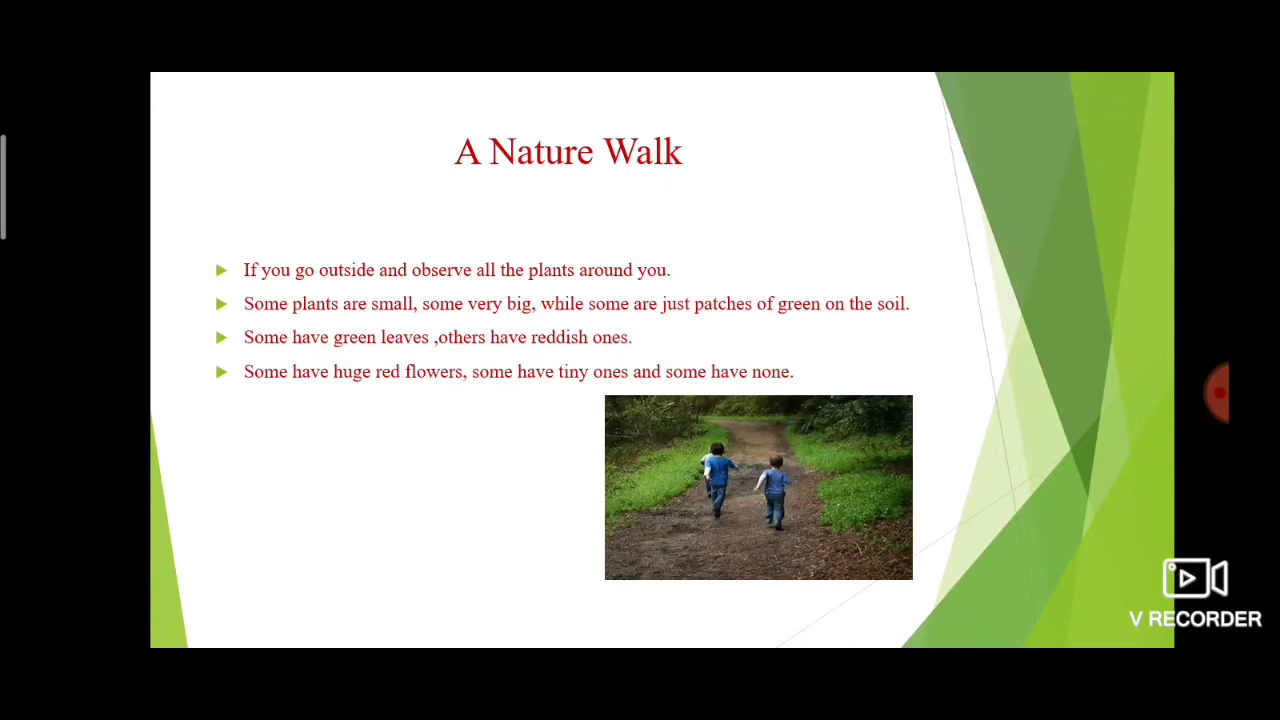 A Nature Walk
If you go outside and observe all the plants around you.
Some plants are small, some very big, while some are just patches of green on the soil.
Some have green leaves ,others have reddish ones.
Some have huge red flowers, some have tiny ones and some have none.
V RECORDER